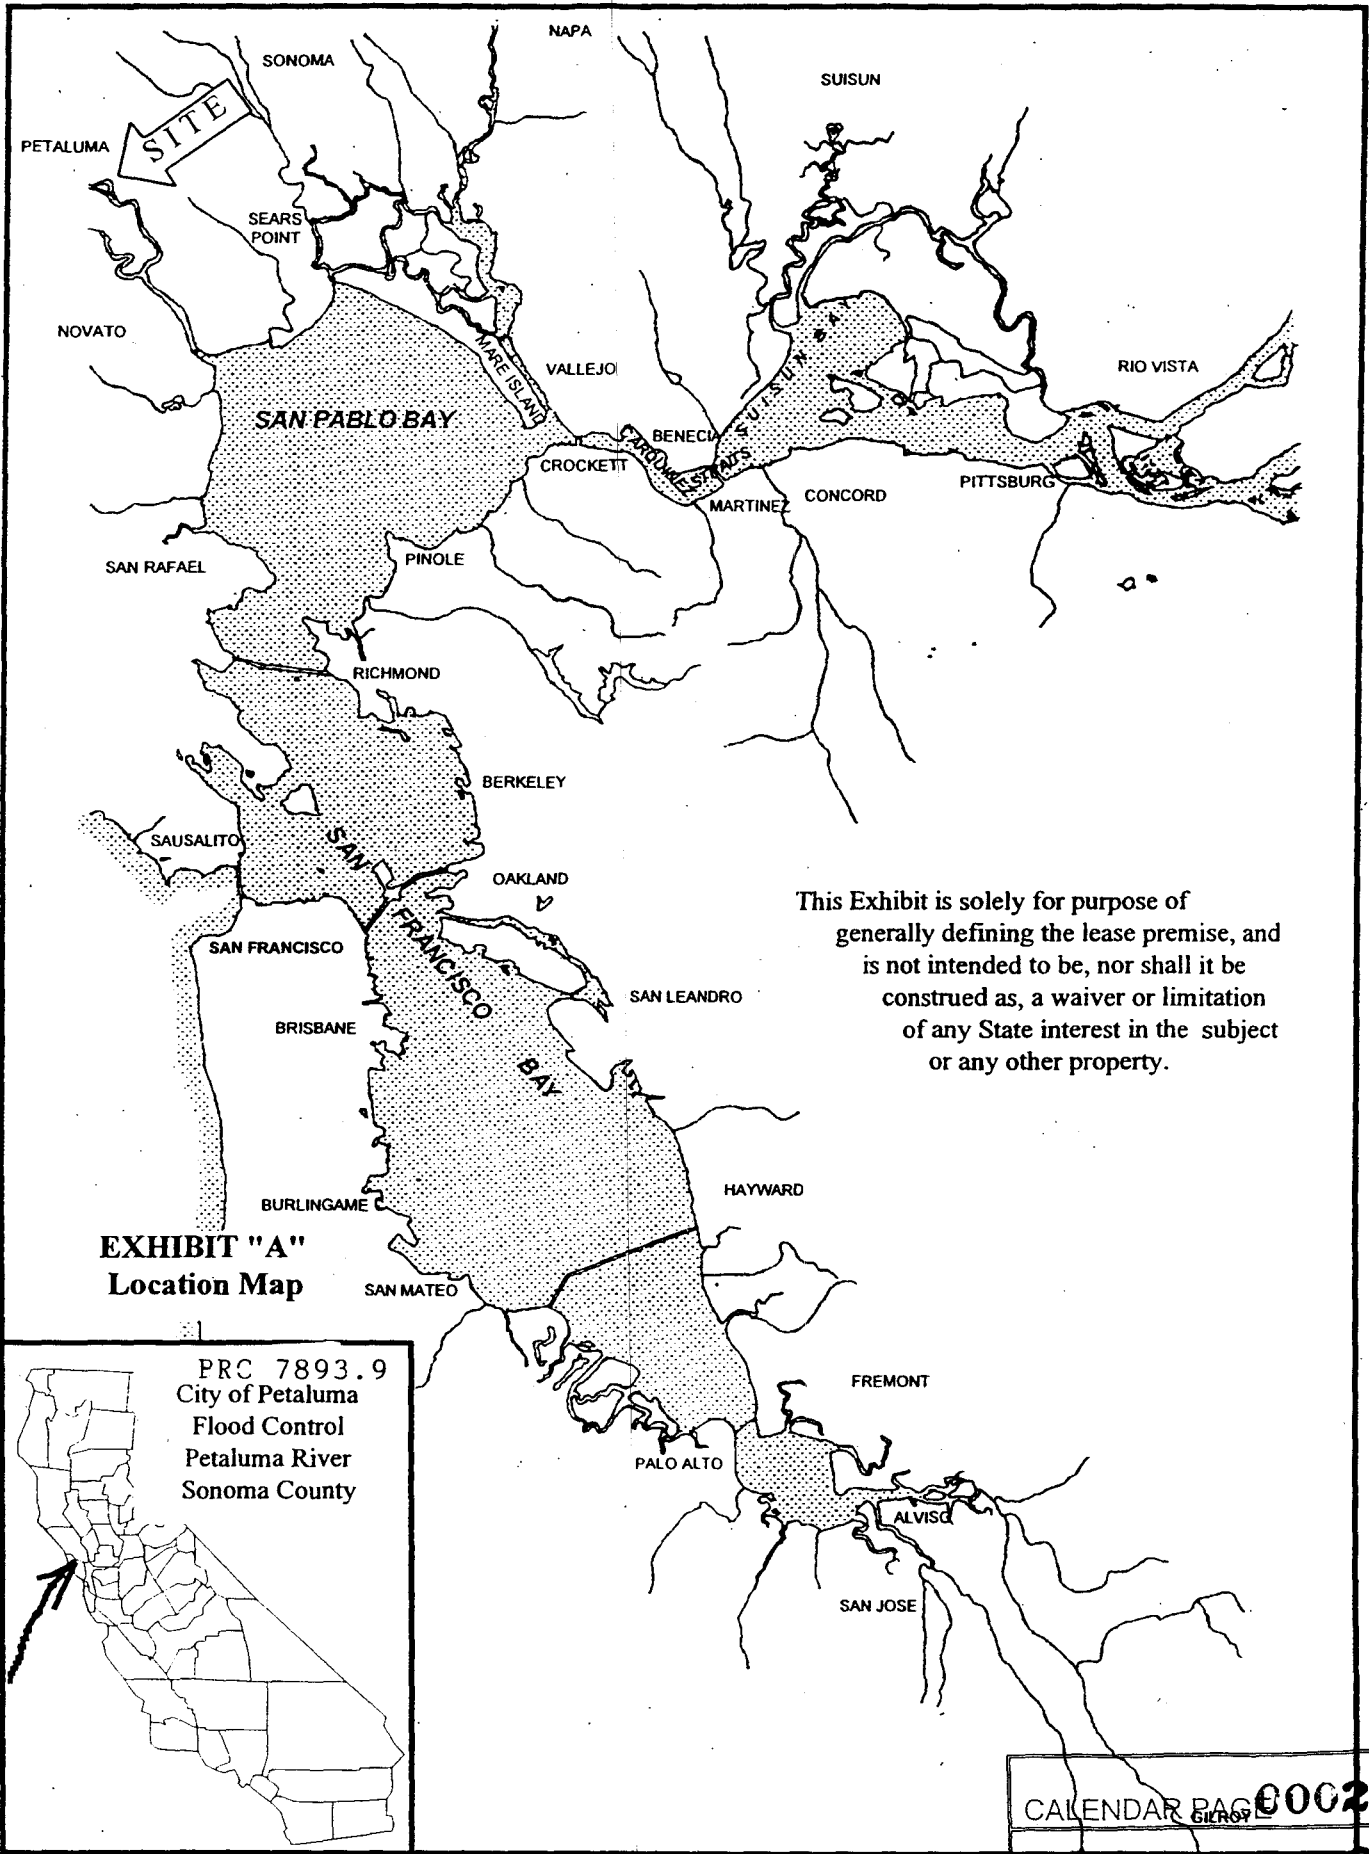 NAPA
SONOMA
SUISUN
PETALUMA
SITE
SEARS
POINT
NOVATO
MARE ISLAND
VALLEJO
RIO VISTA
SAN PABLO BAY
SUISUN BAY
BENECIA
CROCKETT
STRAITS
MARTINEZ
CONCORD
PITTSBURG
PINOLE
SAN RAFAEL
RICHMOND
BERKELEY
SAUSALITO
SAN FRANCISCO BAY
OAKLAND
SAN FRANCISCO
SAN LEANDRO
BRISBANE
This Exhibit is solely for purpose of
generally defining the lease premise, and
is not intended to be, nor shall it be
construed as, a waiver or limitation
of any State interest in the subject
or any other property.
HAYWARD
BURLINGAME
EXHIBIT "A"
Location Map
SAN MATEO
PRC 7893.9
City of Petaluma
Flood Control
Petaluma River
Sonoma County
FREMONT
PALO ALTO
ALVISO
SAN JOSE
GILROY
CALENDAR PAGE 0002